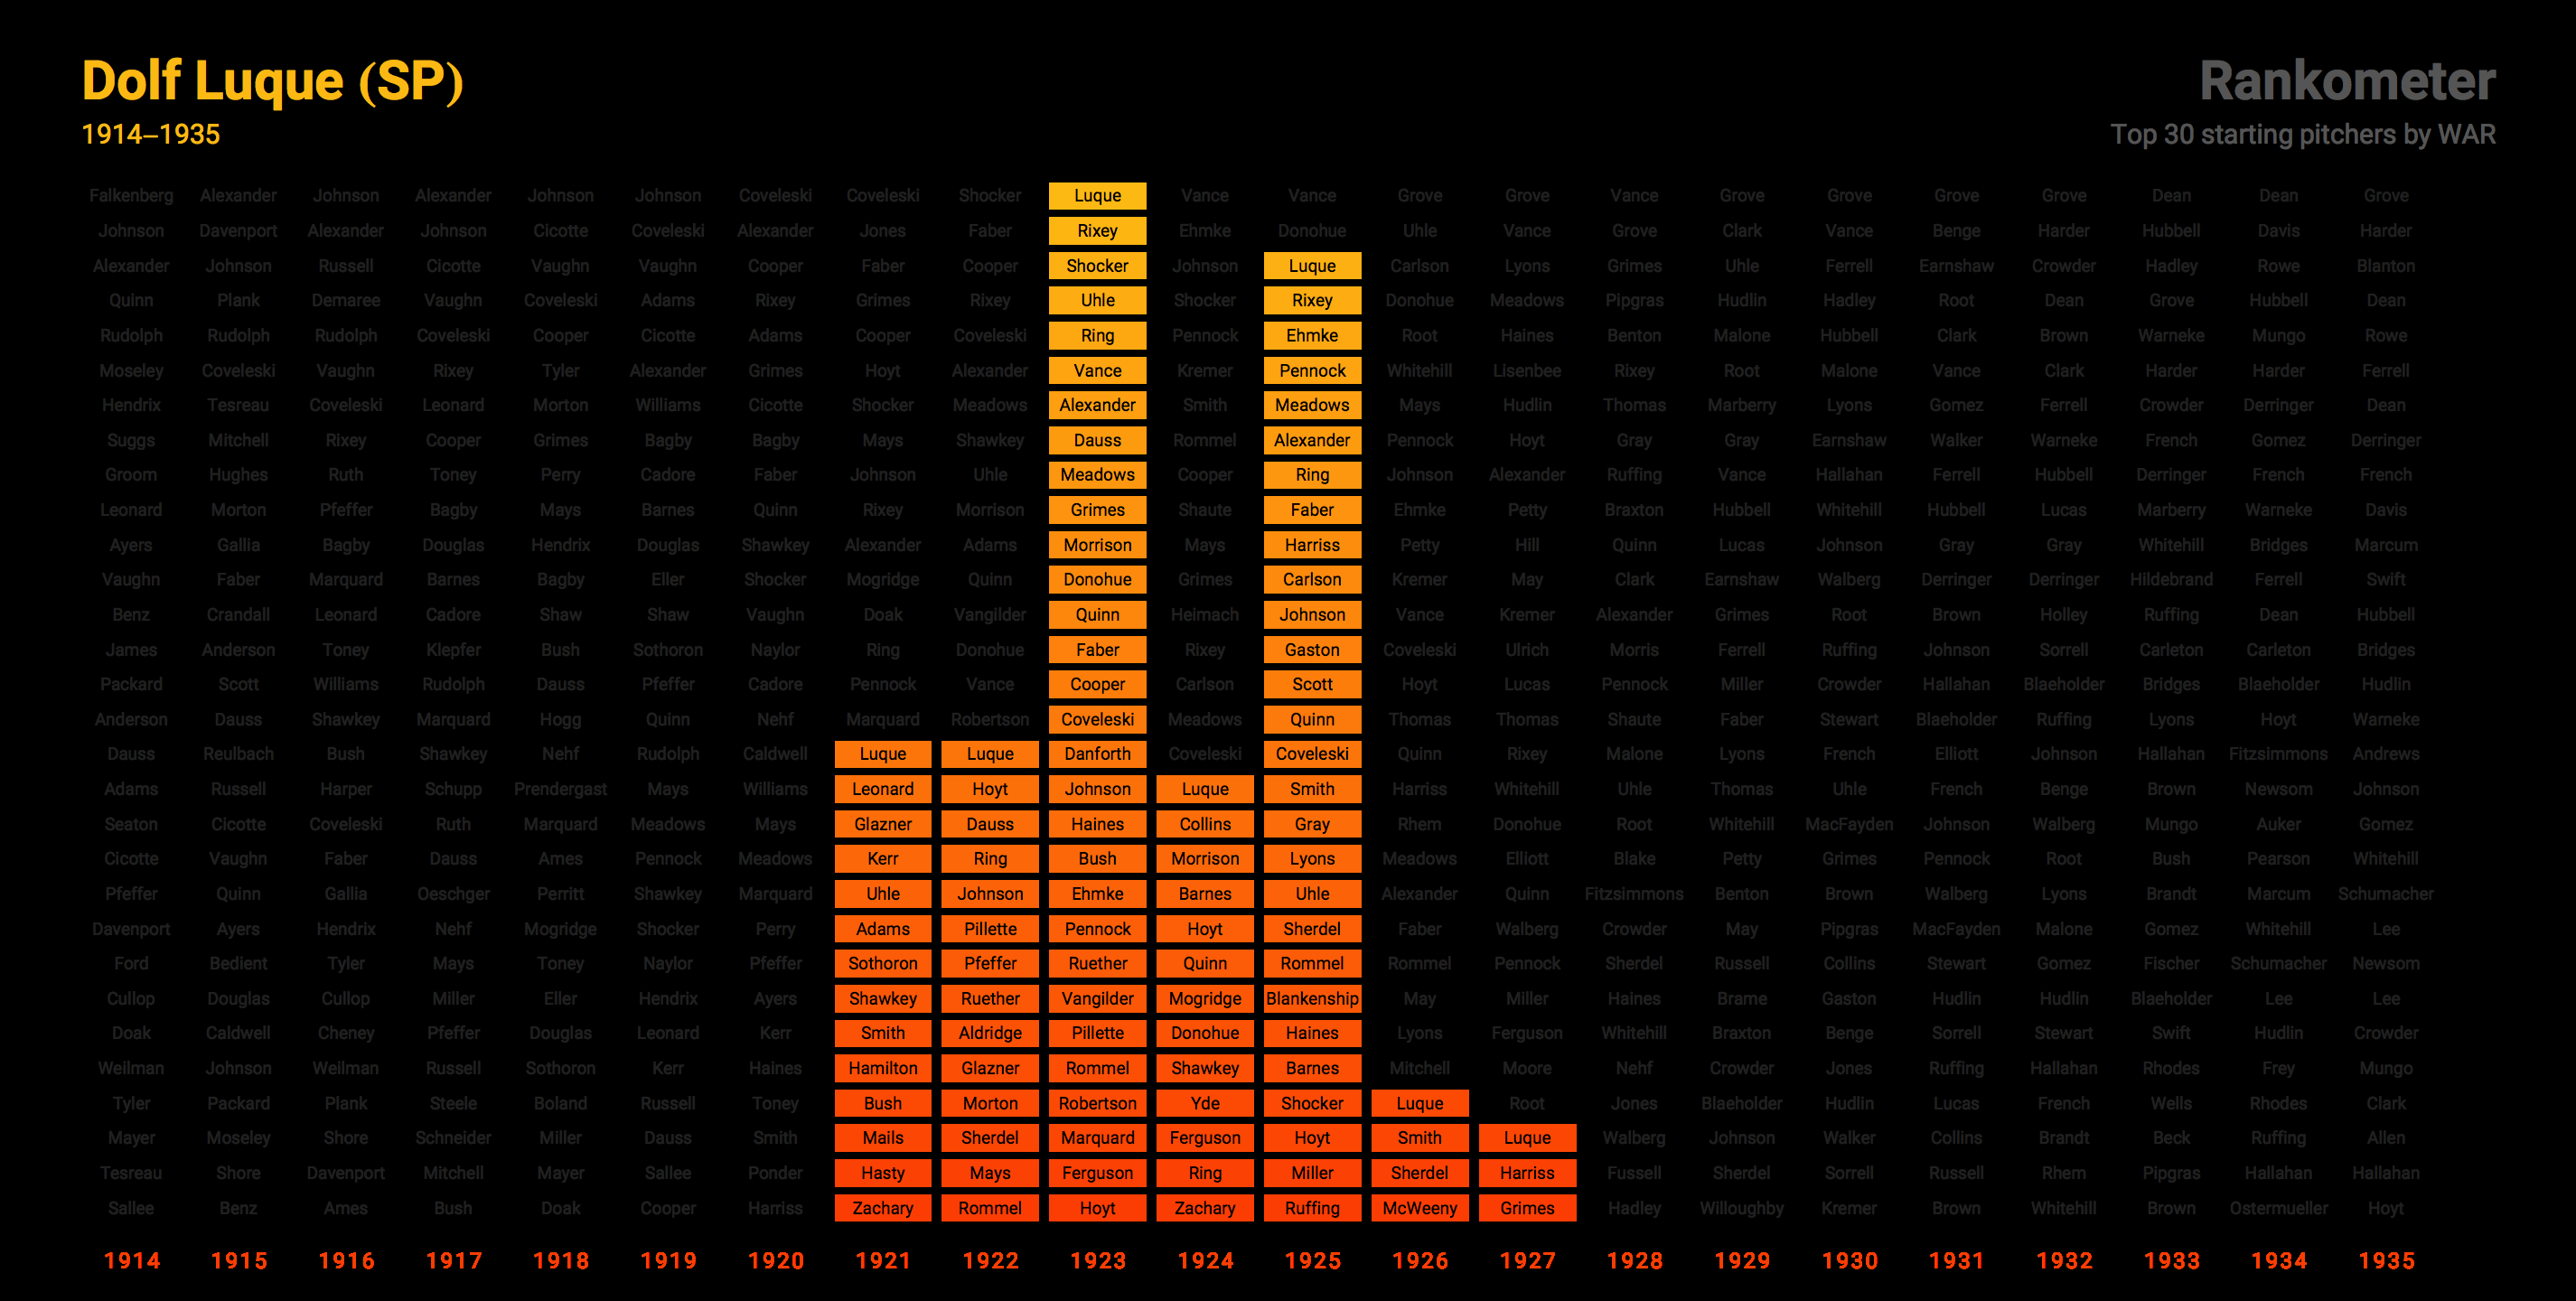 Dolf Luque (SP)
Rankometer
1914–1935
Top 30 starting pitchers by WAR
Falkenberg Alexander Johnson Alexander Johnson Johnson Coveleski Coveleski Shocker Luque Vance Vance Grove Grove Vance Grove Grove Grove Grove Dean Dean Grove
Johnson Davenport Alexander Johnson Cicotte Coveleski Alexander Jones Faber Rixey Ehmke Donohue Uhle Vance Grove Clark Vance Benge Harder Hubbell Davis Harder
Alexander Johnson Russell Cicotte Vaughn Vaughn Cooper Faber Cooper Shocker Johnson Luque Carlson Lyons Grimes Uhle Ferrell Earnshaw Crowder Hadley Rowe Blanton
Quinn Plank Demaree Vaughn Coveleski Adams Rixey Grimes Rixey Uhle Shocker Rixey Donohue Meadows Pipgras Hudlin Hadley Root Dean Grove Hubbell Dean
Rudolph Rudolph Rudolph Coveleski Cooper Cicotte Adams Cooper Coveleski Ring Pennock Ehmke Root Haines Benton Malone Hubbell Clark Brown Warneke Mungo Rowe
Moseley Coveleski Vaughn Rixey Tyler Alexander Grimes Hoyt Alexander Vance Kremer Pennock Whitehill Lisenbee Rixey Root Malone Vance Clark Harder Harder Ferrell
Hendrix Tesreau Coveleski Leonard Morton Williams Cicotte Shocker Meadows Alexander Smith Meadows Mays Hudlin Thomas Marberry Lyons Gomez Ferrell Crowder Derringer Dean
Suggs Mitchell Rixey Cooper Grimes Bagby Bagby Mays Shawkey Dauss Rommel Alexander Pennock Hoyt Gray Gray Earnshaw Walker Warneke French Gomez Derringer
Groom Hughes Ruth Toney Perry Cadore Faber Johnson Uhle Meadows Cooper Ring Johnson Alexander Ruffing Vance Hallahan Ferrell Hubbell Derringer French French
Leonard Morton Pfeffer Bagby Mays Barnes Quinn Rixey Morrison Grimes Shaute Faber Ehmke Petty Braxton Hubbell Whitehill Hubbell Lucas Marberry Warneke Davis
Ayers Gallia Bagby Douglas Hendrix Douglas Shawkey Alexander Adams Morrison Mays Harriss Petty Hill Quinn Lucas Johnson Gray Gray Whitehill Bridges Marcum
Vaughn Faber Marquard Barnes Bagby Eller Shocker Mogridge Quinn Donohue Grimes Carlson Kremer May Clark Earnshaw Walberg Derringer Derringer Hildebrand Ferrell Swift
Benz Crandall Leonard Cadore Shaw Shaw Vaughn Doak Vangilder Quinn Heimach Johnson Vance Kremer Alexander Grimes Root Brown Holley Ruffing Dean Hubbell
James Anderson Toney Klepfer Bush Sothoron Naylor Ring Donohue Faber Rixey Gaston Coveleski Ulrich Morris Ferrell Ruffing Johnson Sorrell Carleton Carleton Bridges
Packard Scott Williams Rudolph Dauss Pfeffer Cadore Pennock Vance Cooper Carlson Scott Hoyt Lucas Pennock Miller Crowder Hallahan Blaeholder Bridges Blaeholder Hudlin
Anderson Dauss Shawkey Marquard Hogg Quinn Nehf Marquard Robertson Coveleski Meadows Quinn Thomas Thomas Shaute Faber Stewart Blaeholder Ruffing Lyons Hoyt Warneke
Dauss Reulbach Bush Shawkey Nehf Rudolph Caldwell Luque Luque Danforth Coveleski Coveleski Quinn Rixey Malone Lyons French Elliott Johnson Hallahan Fitzsimmons Andrews
Adams Russell Harper Schupp Prendergast Mays Williams Leonard Hoyt Johnson Luque Smith Harriss Whitehill Uhle Thomas Uhle French Benge Brown Newsom Johnson
Seaton Cicotte Coveleski Ruth Marquard Meadows Mays Glazner Dauss Haines Collins Gray Rhem Donohue Root Whitehill MacFayden Johnson Walberg Mungo Auker Gomez
Cicotte Vaughn Faber Dauss Ames Pennock Meadows Kerr Ring Bush Morrison Lyons Meadows Elliott Blake Petty Grimes Pennock Root Bush Pearson Whitehill
Pfeffer Quinn Gallia Oeschger Perritt Shawkey Marquard Uhle Johnson Ehmke Barnes Uhle Alexander Quinn Fitzsimmons Benton Brown Walberg Lyons Brandt Marcum Schumacher
Davenport Ayers Hendrix Nehf Mogridge Shocker Perry Adams Pillette Pennock Hoyt Sherdel Faber Walberg Crowder May Pipgras MacFayden Malone Gomez Whitehill Lee
Ford Bedient Tyler Mays Toney Naylor Pfeffer Sothoron Pfeffer Ruether Quinn Rommel Rommel Pennock Sherdel Russell Collins Stewart Gomez Fischer Schumacher Newsom
Cullop Douglas Cullop Miller Eller Hendrix Ayers Shawkey Ruether Vangilder Mogridge Blankenship May Miller Haines Brame Gaston Hudlin Hudlin Blaeholder Lee Lee
Doak Caldwell Cheney Pfeffer Douglas Leonard Kerr Smith Aldridge Pillette Donohue Haines Lyons Ferguson Whitehill Braxton Benge Sorrell Stewart Swift Hudlin Crowder
Weilman Johnson Weilman Russell Sothoron Kerr Haines Hamilton Glazner Rommel Shawkey Barnes Mitchell Moore Nehf Crowder Jones Ruffing Hallahan Rhodes Frey Mungo
Tyler Packard Plank Steele Boland Russell Toney Bush Morton Robertson Yde Shocker Luque Root Jones Blaeholder Hudlin Lucas French Wells Rhodes Clark
Mayer Moseley Shore Schneider Miller Dauss Smith Mails Sherdel Marquard Ferguson Hoyt Smith Luque Walberg Johnson Walker Collins Brandt Beck Ruffing Allen
Tesreau Shore Davenport Mitchell Mayer Sallee Ponder Hasty Mays Ferguson Ring Miller Sherdel Harriss Fussell Sherdel Sorrell Russell Rhem Pipgras Hallahan Hallahan
Sallee Benz Ames Bush Doak Cooper Harriss Zachary Rommel Hoyt Zachary Ruffing McWeeny Grimes Hadley Willoughby Kremer Brown Whitehill Brown Ostermueller Hoyt
1914 1915 1916 1917 1918 1919 1920 1921 1922 1923 1924 1925 1926 1927 1928 1929 1930 1931 1932 1933 1934 1935